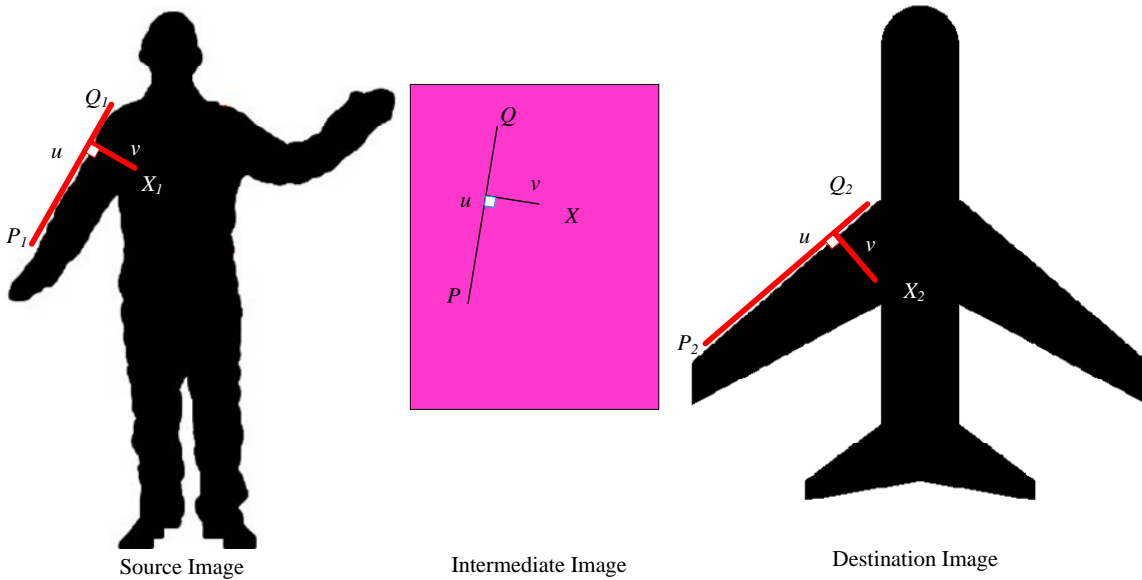 Q1
u
v
X1
P1
Source Image
Q
v
u
X
P
Intermediate Image
Q2
u
v
X2
P2
Destination Image